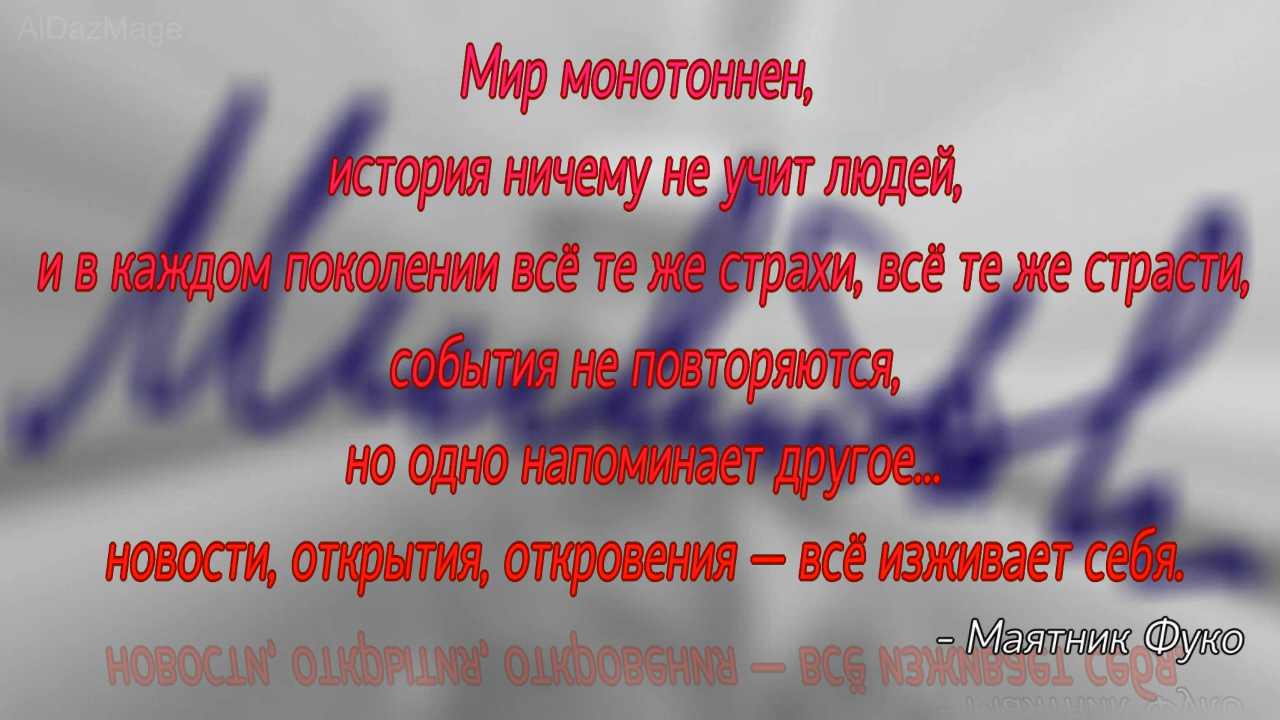 AlDazMage
Мир монотоннен,
история ничему не учит людей,
и в каждом поколении всё те же страхи, всё те же страсти,
события не повторяются,
но одно напоминает другое...
новости, открытия, откровения — всё изживает себя.
- Маятник Фуко